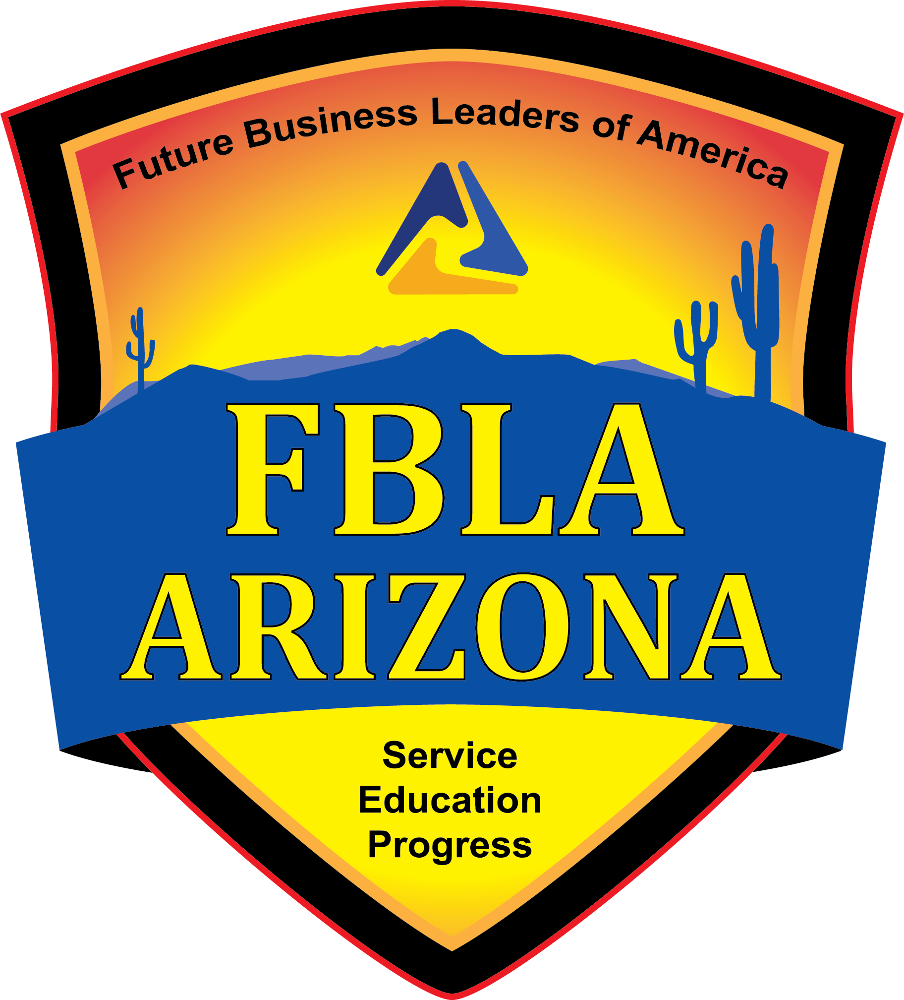 Future Business Leaders of America
FBLA
ARIZONA
Service
Education
Progress